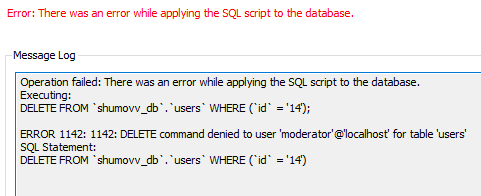 Error: There was an error while applying the SQL script to the database.
Message Log
Operation failed: There was an error while applying the SQL script to the database.
Executing:
DELETE FROM `shumovv_db`.`users` WHERE (`id` = '14');
ERROR 1142: 1142: DELETE command denied to user 'moderator'@'localhost' for table 'users'
SQL Statement:
DELETE FROM `shumovv_db`.`users` WHERE (`id` = '14')